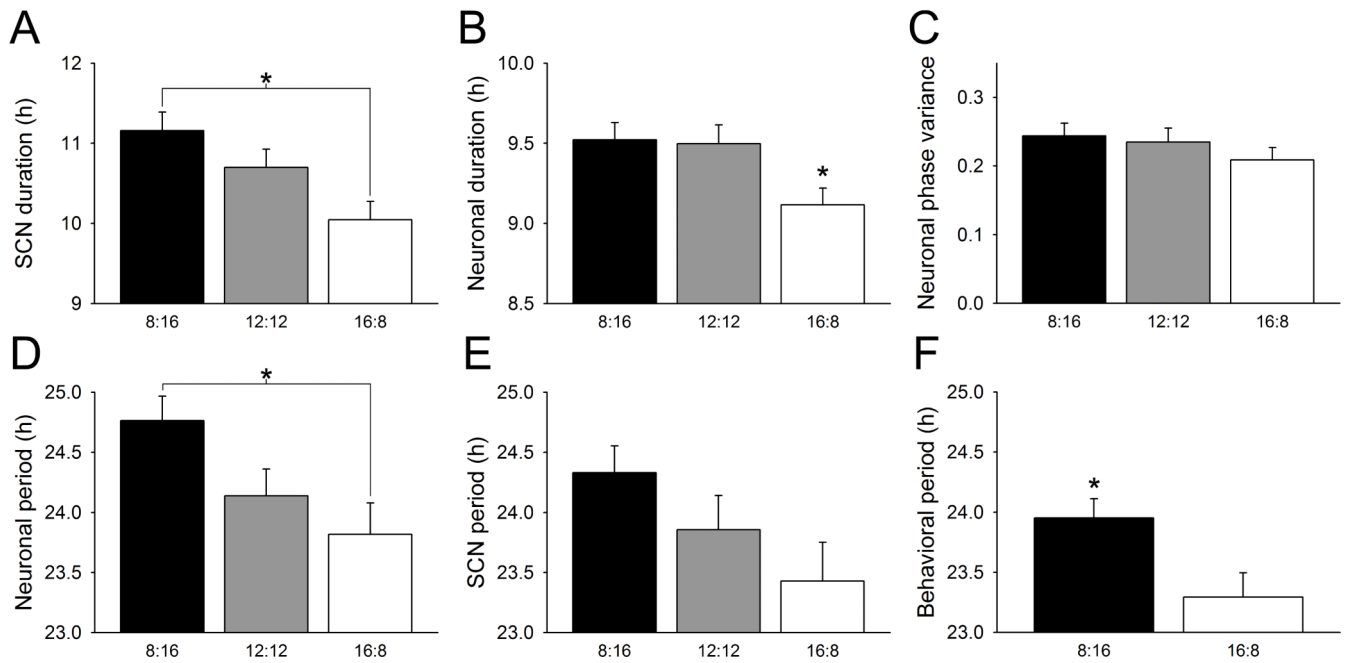 A
SCN duration (h)
12
11
10
9
*
8:16 12:12 16:8
B
Neuronal duration (h)
10.0
9.5
9.0
8.5
*
8:16 12:12 16:8
C
Neuronal phase variance
0.3
0.2
0.1
0.0
8:16 12:12 16:8
D
Neuronal period (h)
25.0
24.5
24.0
23.5
23.0
*
8:16 12:12 16:8
E
SCN period (h)
25.0
24.5
24.0
23.5
23.0
8:16 12:12 16:8
F
Behavioral period (h)
25.0
24.5
24.0
23.5
23.0
*
8:16 16:8